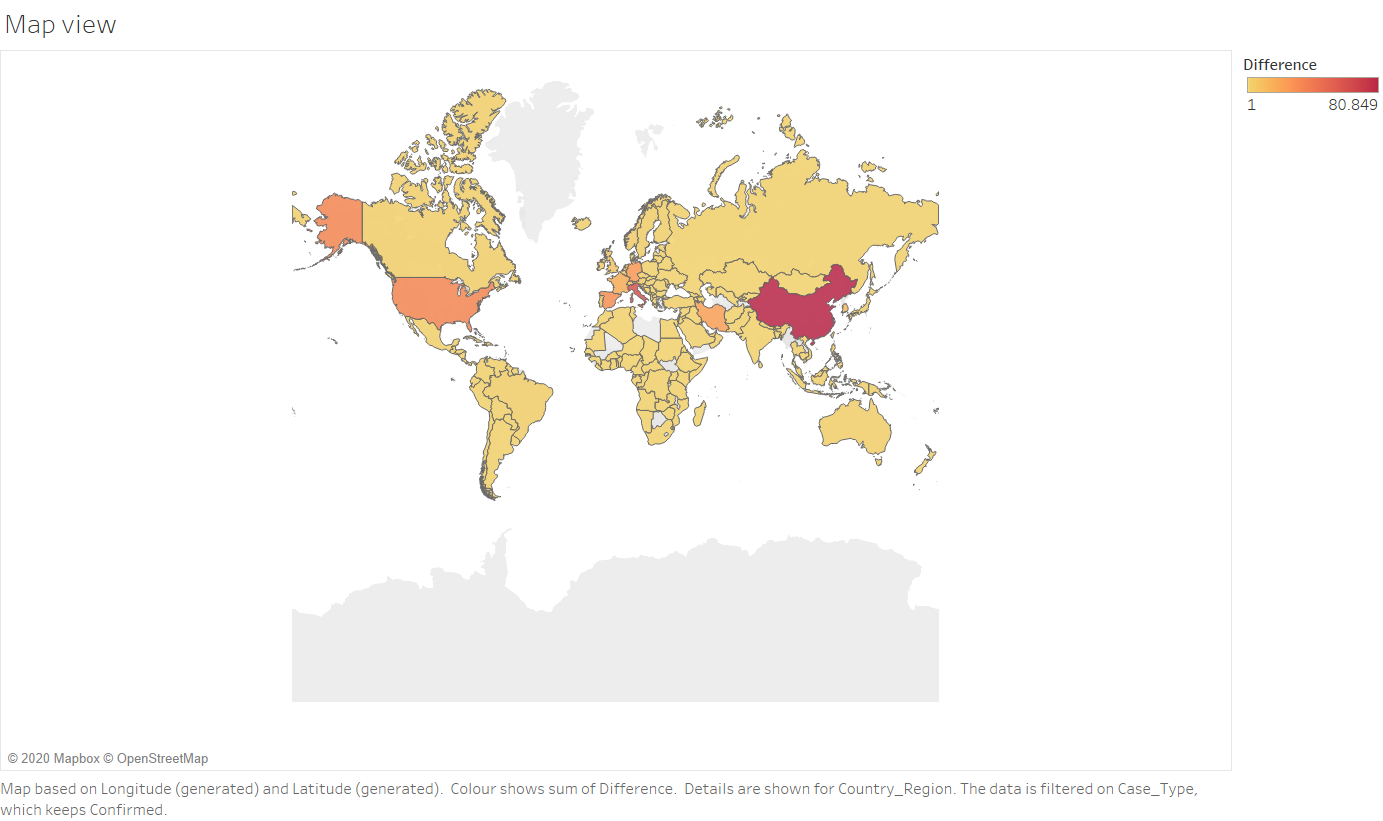 Map view
Difference
1 80.849
© 2020 Mapbox © OpenStreetMap
Map based on Longitude (generated) and Latitude (generated).  Colour shows sum of Difference.  Details are shown for Country_Region. The data is filtered on Case_Type,
which keeps Confirmed.